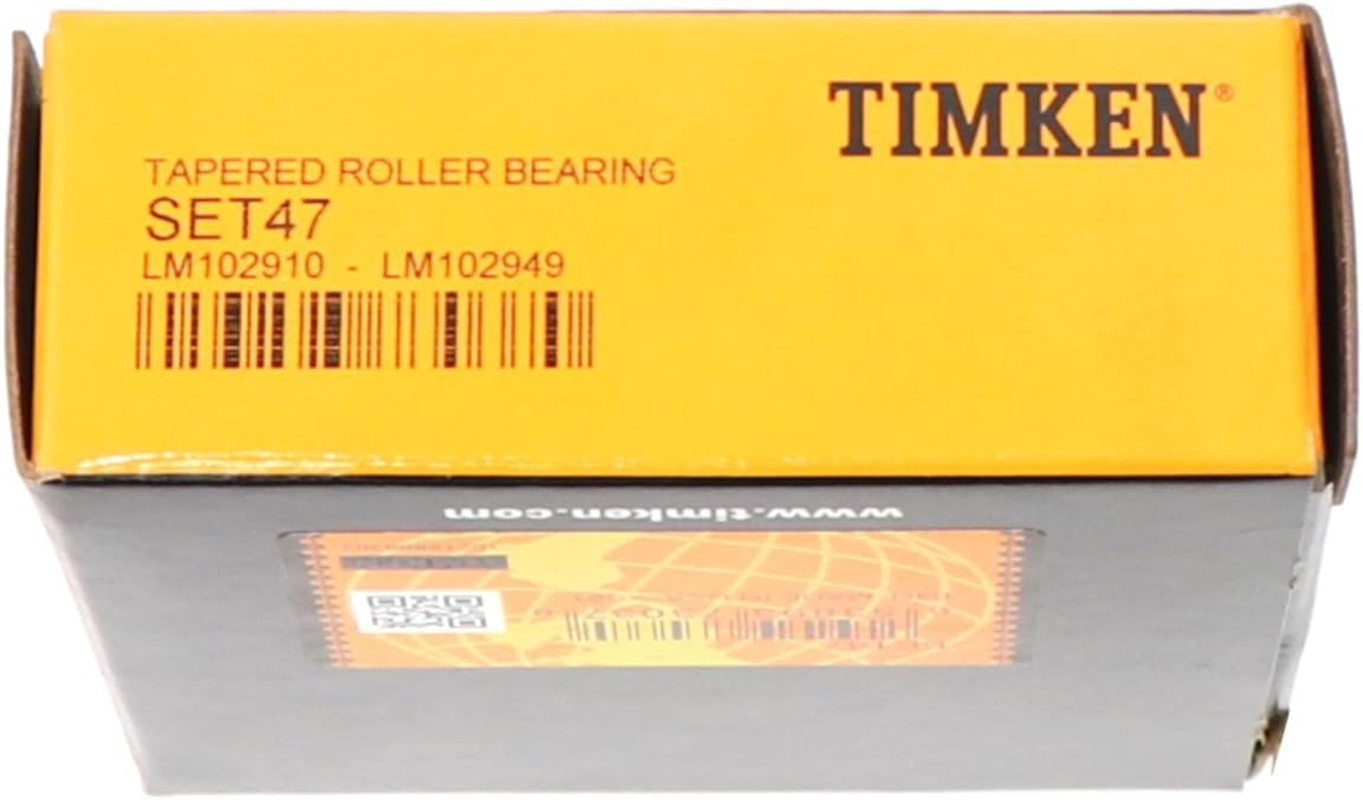 TIMKEN®
TAPERED ROLLER BEARING
SET47
LM102910 - LM102949
www.timken.com